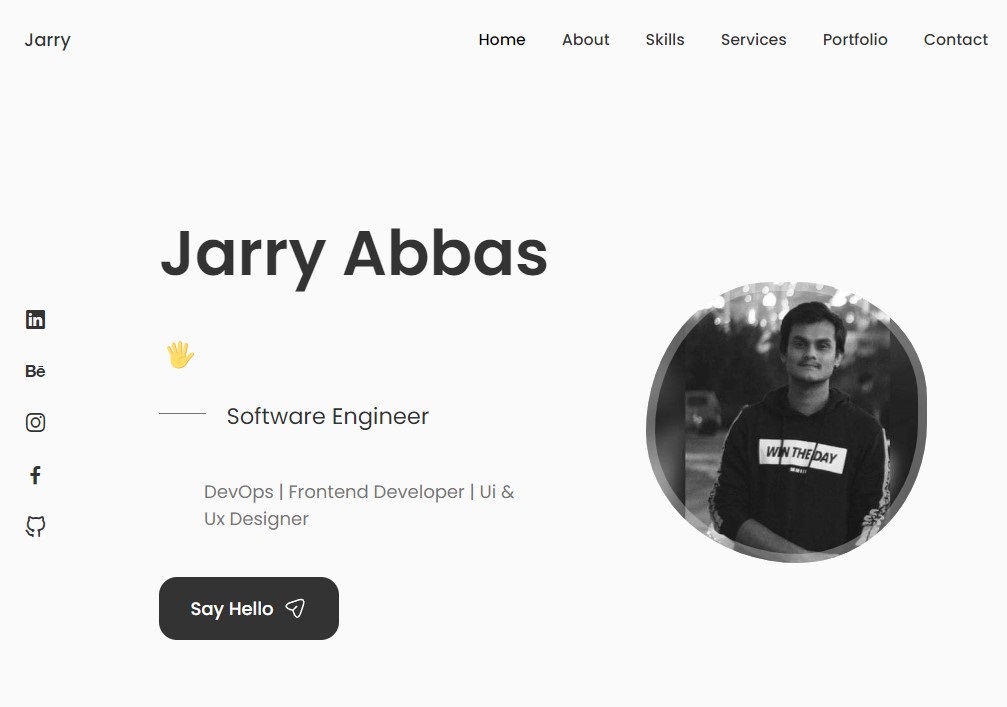 Jarry
Home About Skills Services Portfolio Contact
Jarry Abbas
in
Bē
🖐
Software Engineer
DevOps | Frontend Developer | Ui &
Ux Designer
Say Hello
WIN THE DAY